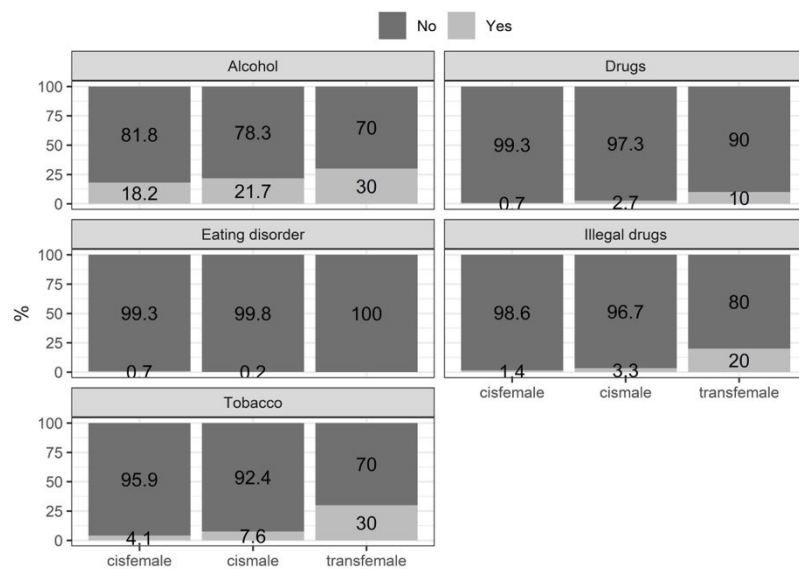 No Yes
Alcohol
Drugs
100
75
50
25
0
81.8 78.3 70
18.2 21.7 30
99.3 97.3 90
0.7 2.7 10
Eating disorder
Illegal drugs
%
100
75
50
25
0
99.3 99.8 100
0.7 0.2
98.6 96.7 80
1.4 3.3 20
cisfemale cismale transfemale
Tobacco
100
75
50
25
0
95.9 92.4 70
4.1 7.6 30
cisfemale cismale transfemale